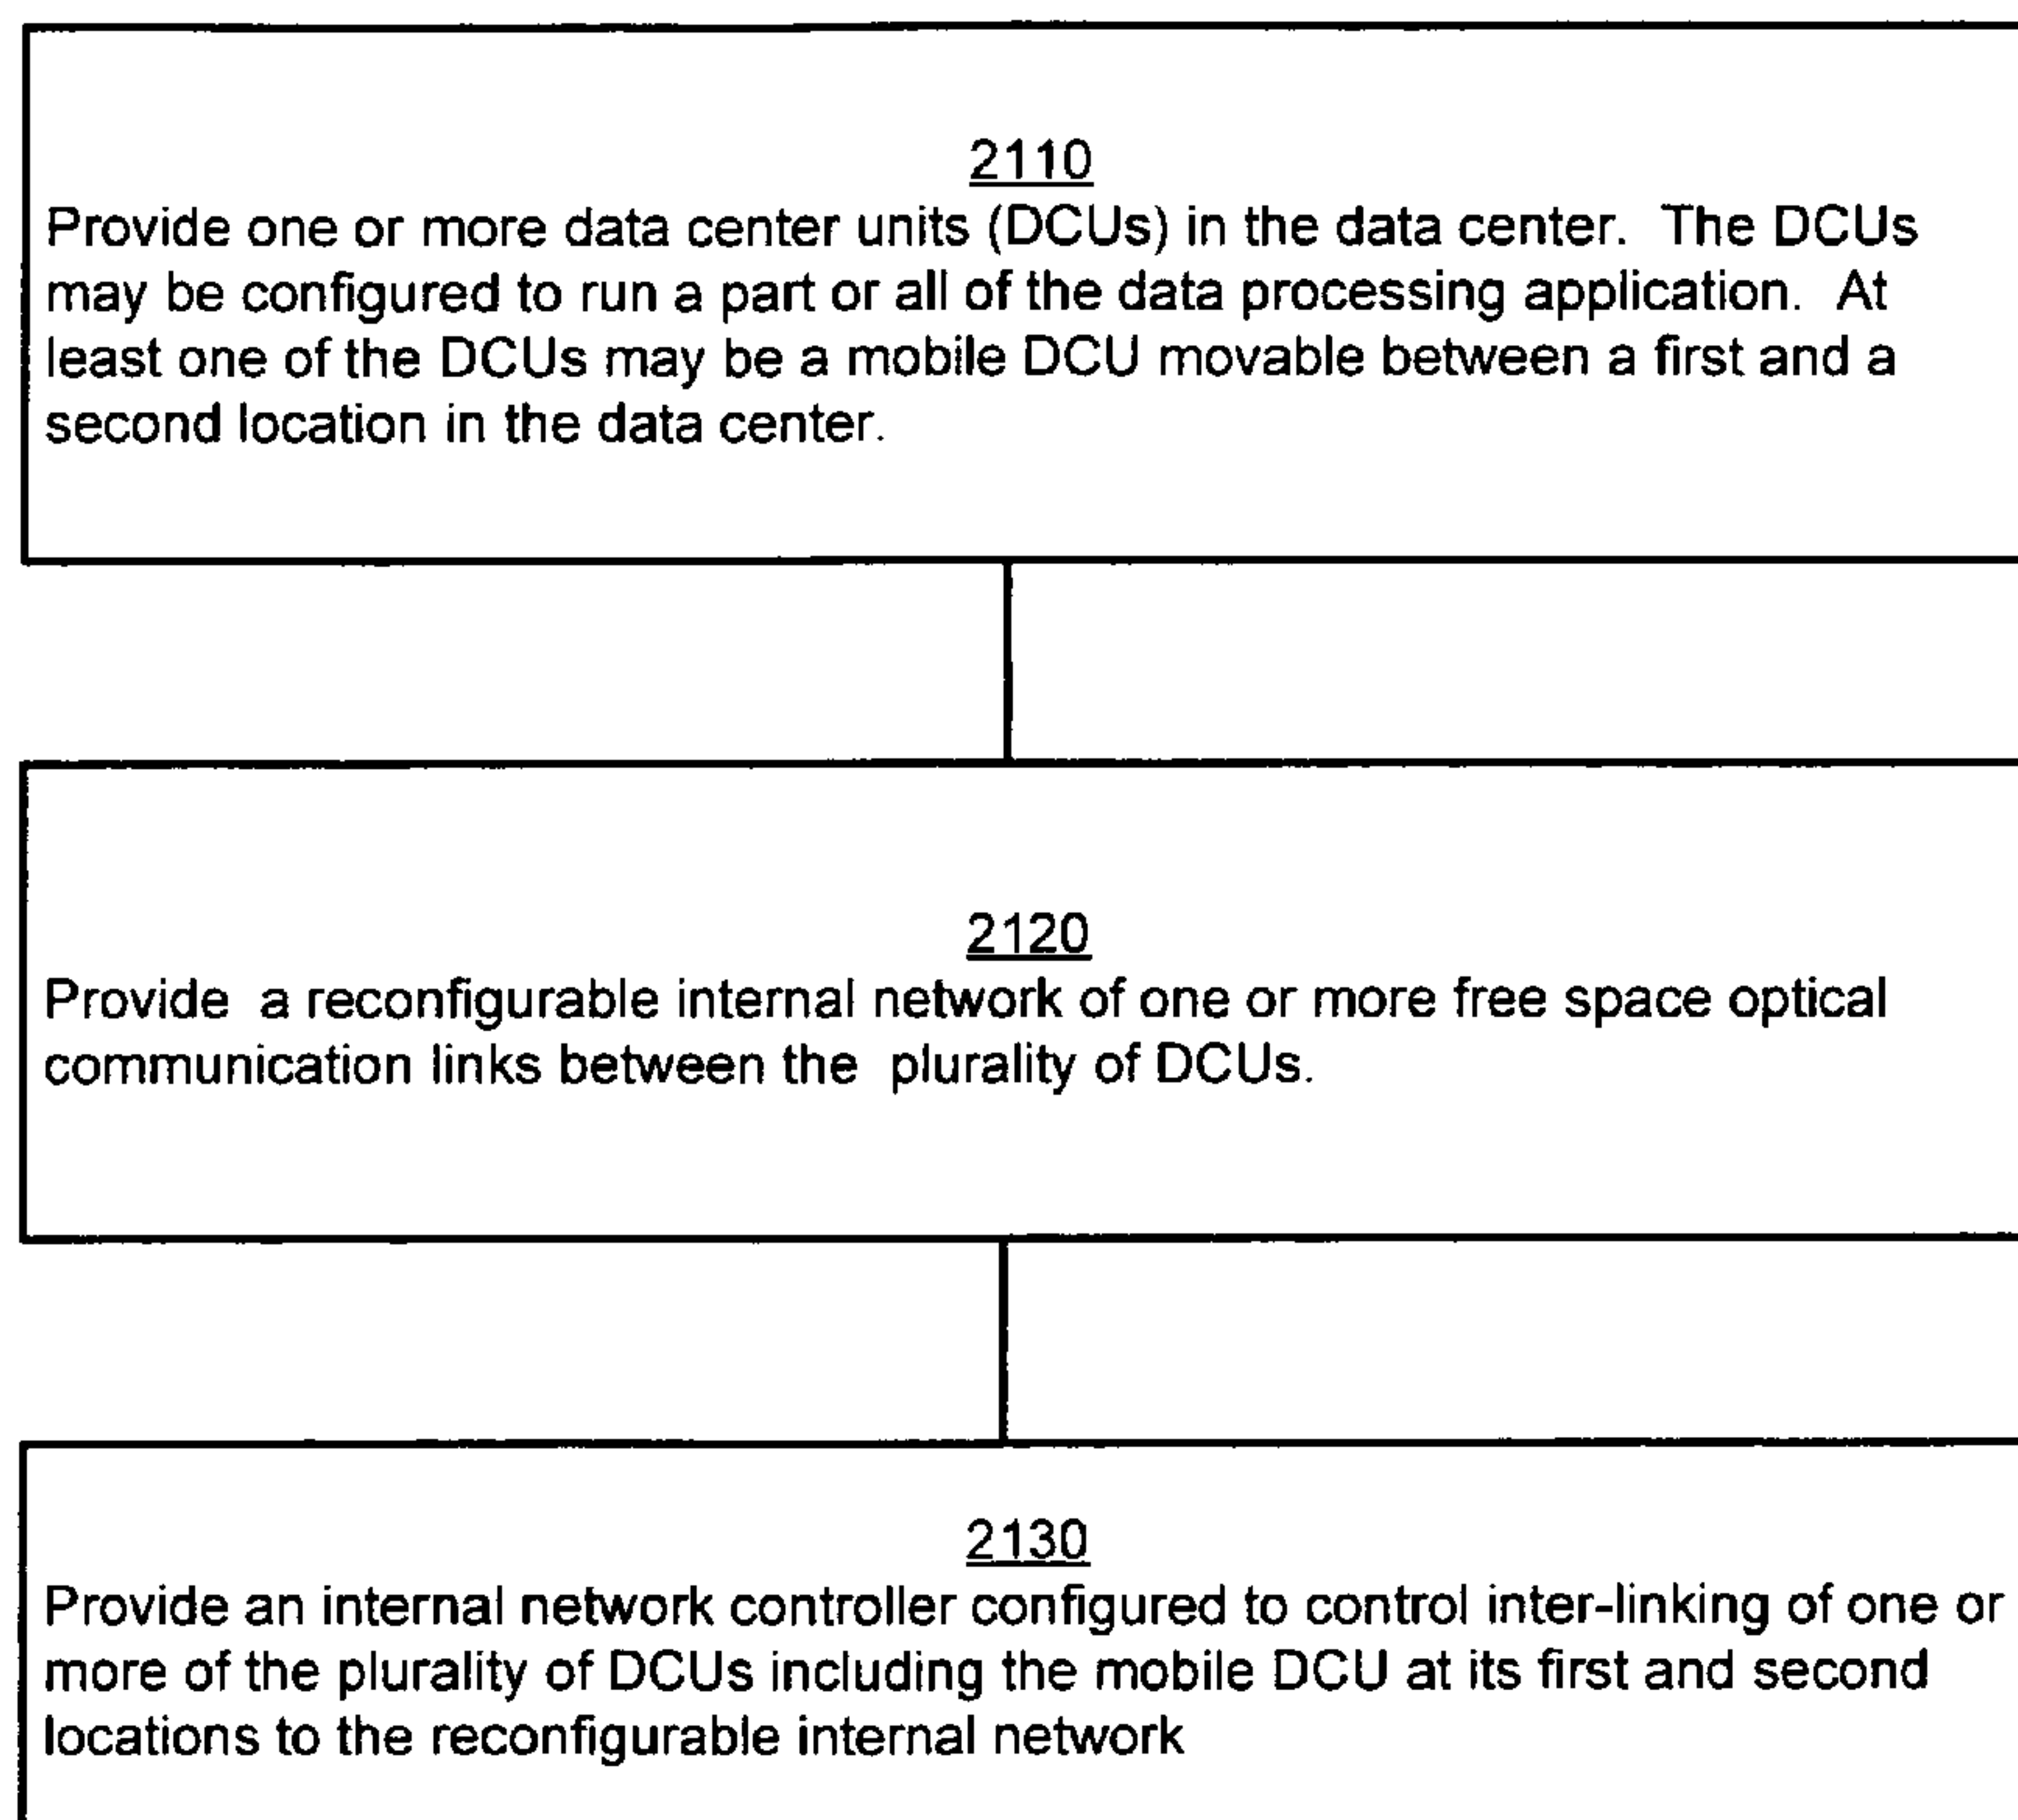 2110
Provide one or more data center units (DCUs) in the data center. The DCUs
may be configured to run a part or all of the data processing application. At
least one of the DCUs may be a mobile DCU movable between a first and a
second location in the data center.
2120
Provide a reconfigurable internal network of one or more free space optical
communication links between the plurality of DCUs.
2130
Provide an internal network controller configured to control inter-linking of one or
more of the plurality of DCUs including the mobile DCU at its first and second
locations to the reconfigurable internal network